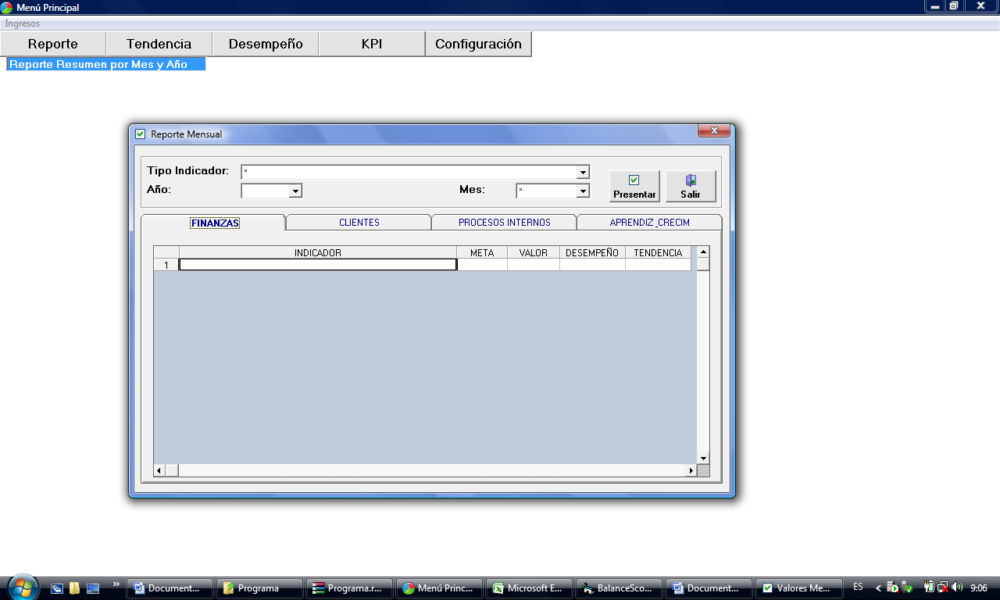 Menú Principal
Ingresos
Reporte Tendencia Desempeño KPI Configuración
Reporte Resumen por Mes y Año
Reporte Mensual
Tipo Indicador: *
Año: Mes: *
Presentar Salir
FINANZAS CLIENTES PROCESOS INTERNOS APRENDIZ_CRECIM
INDICADOR META VALOR DESEMPEÑO TENDENCIA
1
Document... Programa Programa.r... Menú Princ... Microsoft E... BalanceSco... Document... Valores Me... ES 9:06